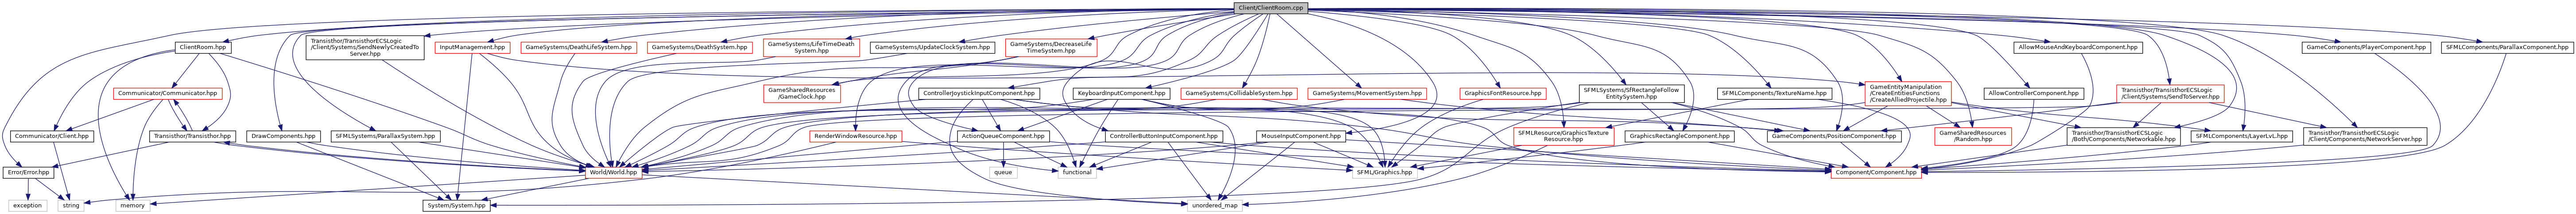 Client/ClientRoom.cpp
ClientRoom.hpp
Transisthor/TransisthorECSLogic
/Client/Systems/SendNewlyCreatedTo
Server.hpp
InputManagement.hpp
GameSystems/DeathLifeSystem.hpp
GameSystems/DeathSystem.hpp
GameSystems/LifeTimeDeath
System.hpp
GameSystems/UpdateClockSystem.hpp
GameSystems/DecreaseLife
TimeSystem.hpp
AllowMouseAndKeyboardComponent.hpp
GameComponents/PlayerComponent.hpp
SFMLComponents/ParallaxComponent.hpp
Communicator/Communicator.hpp
GameSharedResources
/GameClock.hpp
ControllerJoystickInputComponent.hpp
KeyboardInputComponent.hpp
GameSystems/CollidableSystem.hpp
GameSystems/MovementSystem.hpp
GraphicsFontResource.hpp
SFMLSystems/SfRectangleFollow
EntitySystem.hpp
SFMLComponents/TextureName.hpp
GameEntityManipulation
/CreateEntitiesFunctions
/CreateAlliedProjectile.hpp
AllowControllerComponent.hpp
Transisthor/TransisthorECSLogic
/Client/Systems/SendToServer.hpp
Communicator/Client.hpp
Transisthor/Transisthor.hpp
DrawComponents.hpp
SFMLSystems/ParallaxSystem.hpp
RenderWindowResource.hpp
ActionQueueComponent.hpp
ControllerButtonInputComponent.hpp
MouseInputComponent.hpp
SFMLResource/GraphicsTexture
Resource.hpp
GraphicsRectangleComponent.hpp
GameComponents/PositionComponent.hpp
GameSharedResources
/Random.hpp
Transisthor/TransisthorECSLogic
/Both/Components/Networkable.hpp
SFMLComponents/LayerLvL.hpp
Transisthor/TransisthorECSLogic
/Client/Components/NetworkServer.hpp
Error/Error.hpp
World/World.hpp
queue
functional
SFML/Graphics.hpp
Component/Component.hpp
exception
string
memory
System/System.hpp
unordered_map